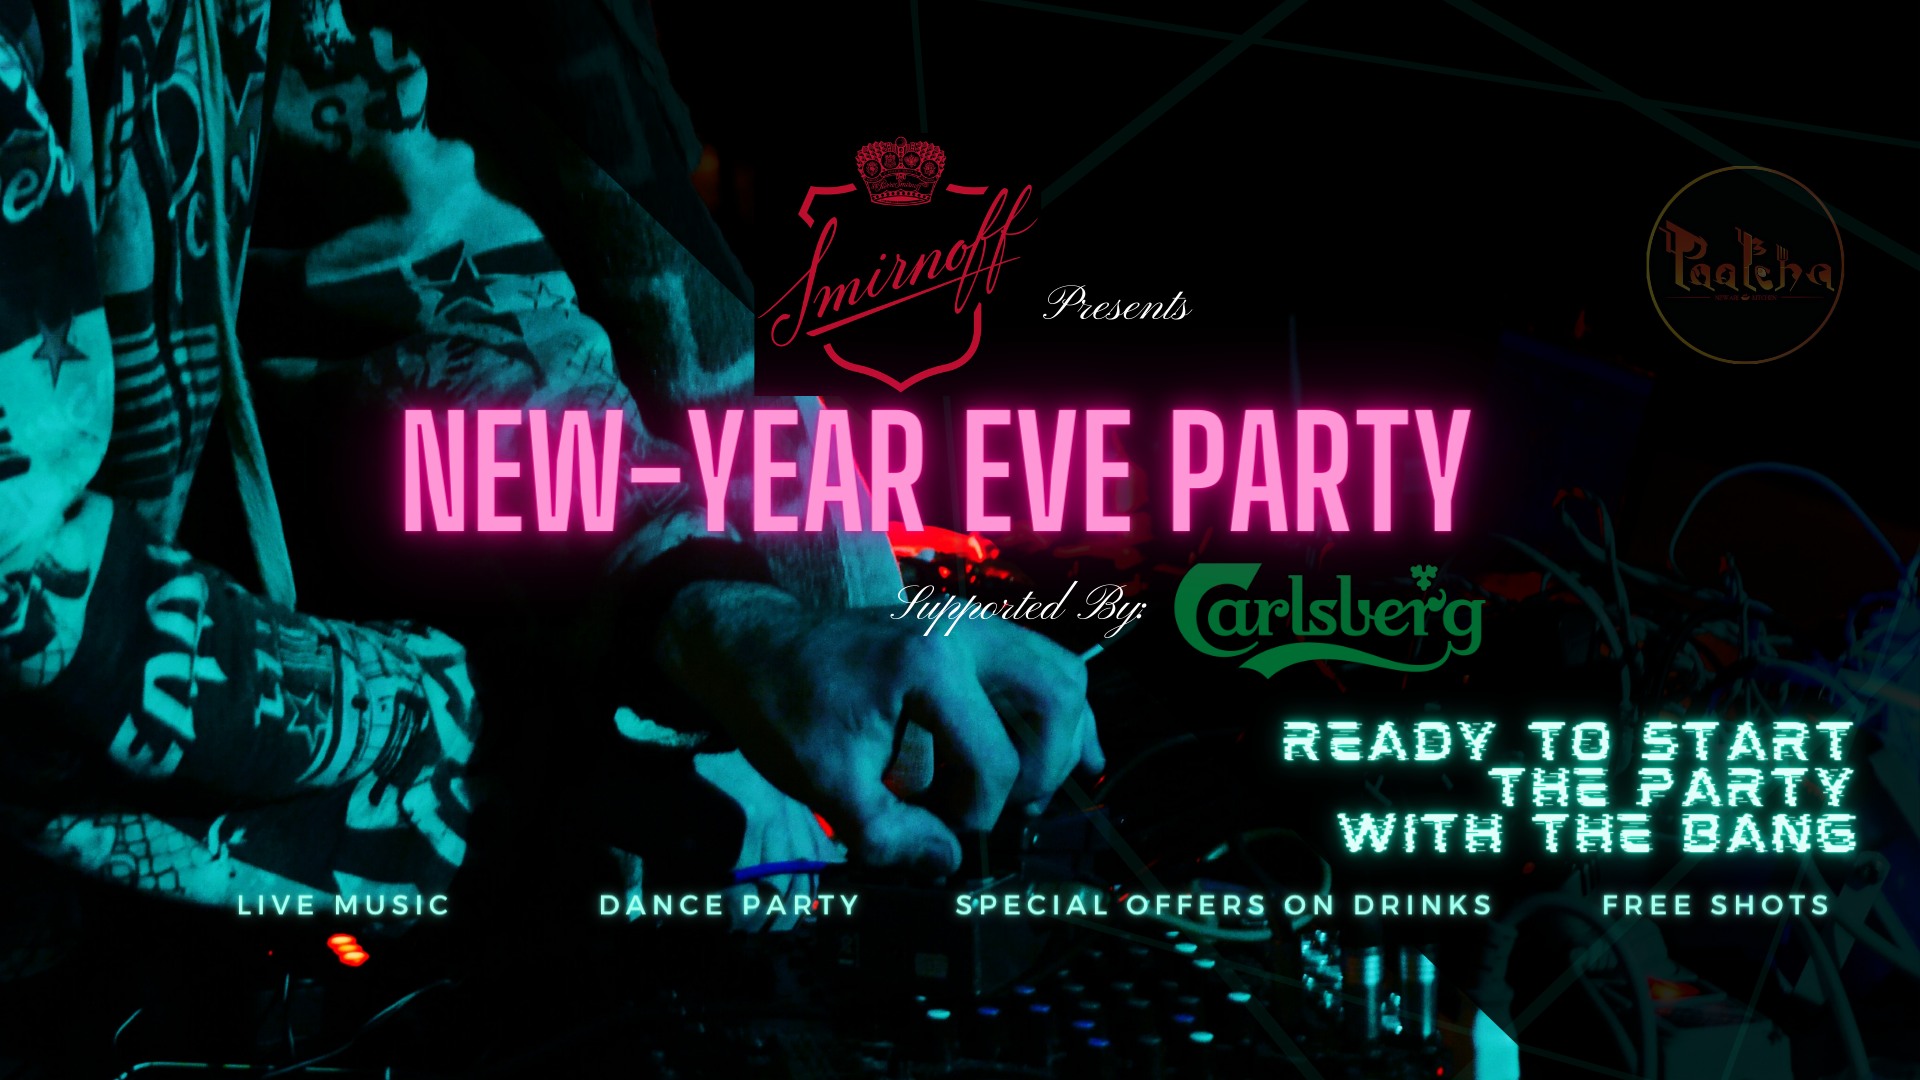 Smirnoff
Presents
Paatcha
NEW-YEAR EVE PARTY
Supported By:
Carlsberg
READY TO START
THE PARTY
WITH THE BANG
LIVE MUSIC
DANCE PARTY
SPECIAL OFFERS ON DRINKS
FREE SHOTS